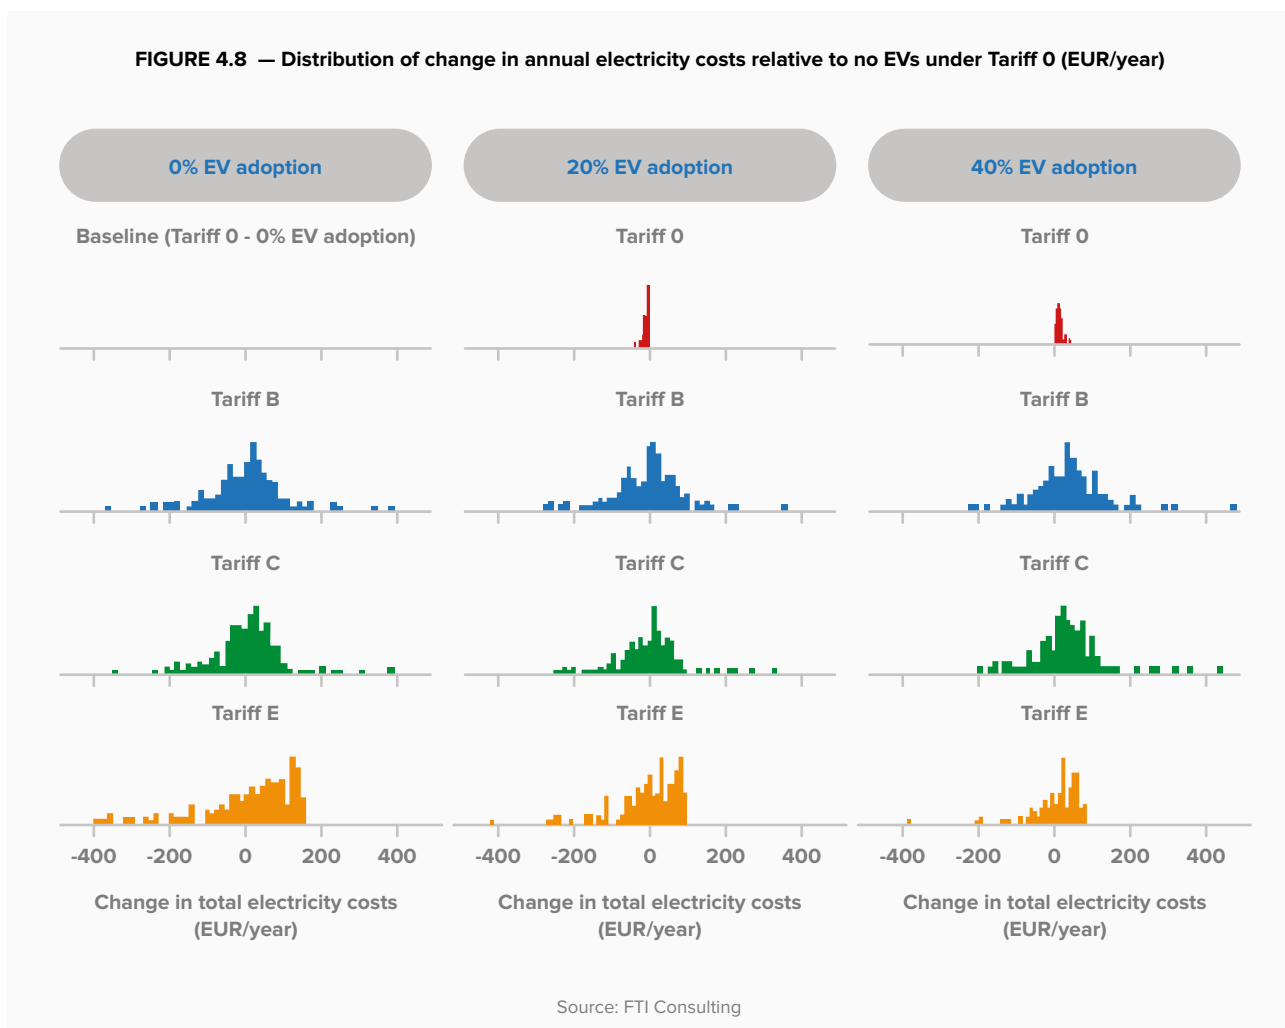 FIGURE 4.8 — Distribution of change in annual electricity costs relative to no EVs under Tariff 0 (EUR/year)
0% EV adoption
20% EV adoption
40% EV adoption
Baseline (Tariff 0 - 0% EV adoption)
Tariff 0
Tariff 0
Tariff B
Tariff B
Tariff B
Tariff C
Tariff C
Tariff C
Tariff E
Tariff E
Tariff E
-400 -200 0 200 400
-400 -200 0 200 400
-400 -200 0 200 400
Change in total electricity costs
(EUR/year)
Change in total electricity costs
(EUR/year)
Change in total electricity costs
(EUR/year)
Source: FTI Consulting